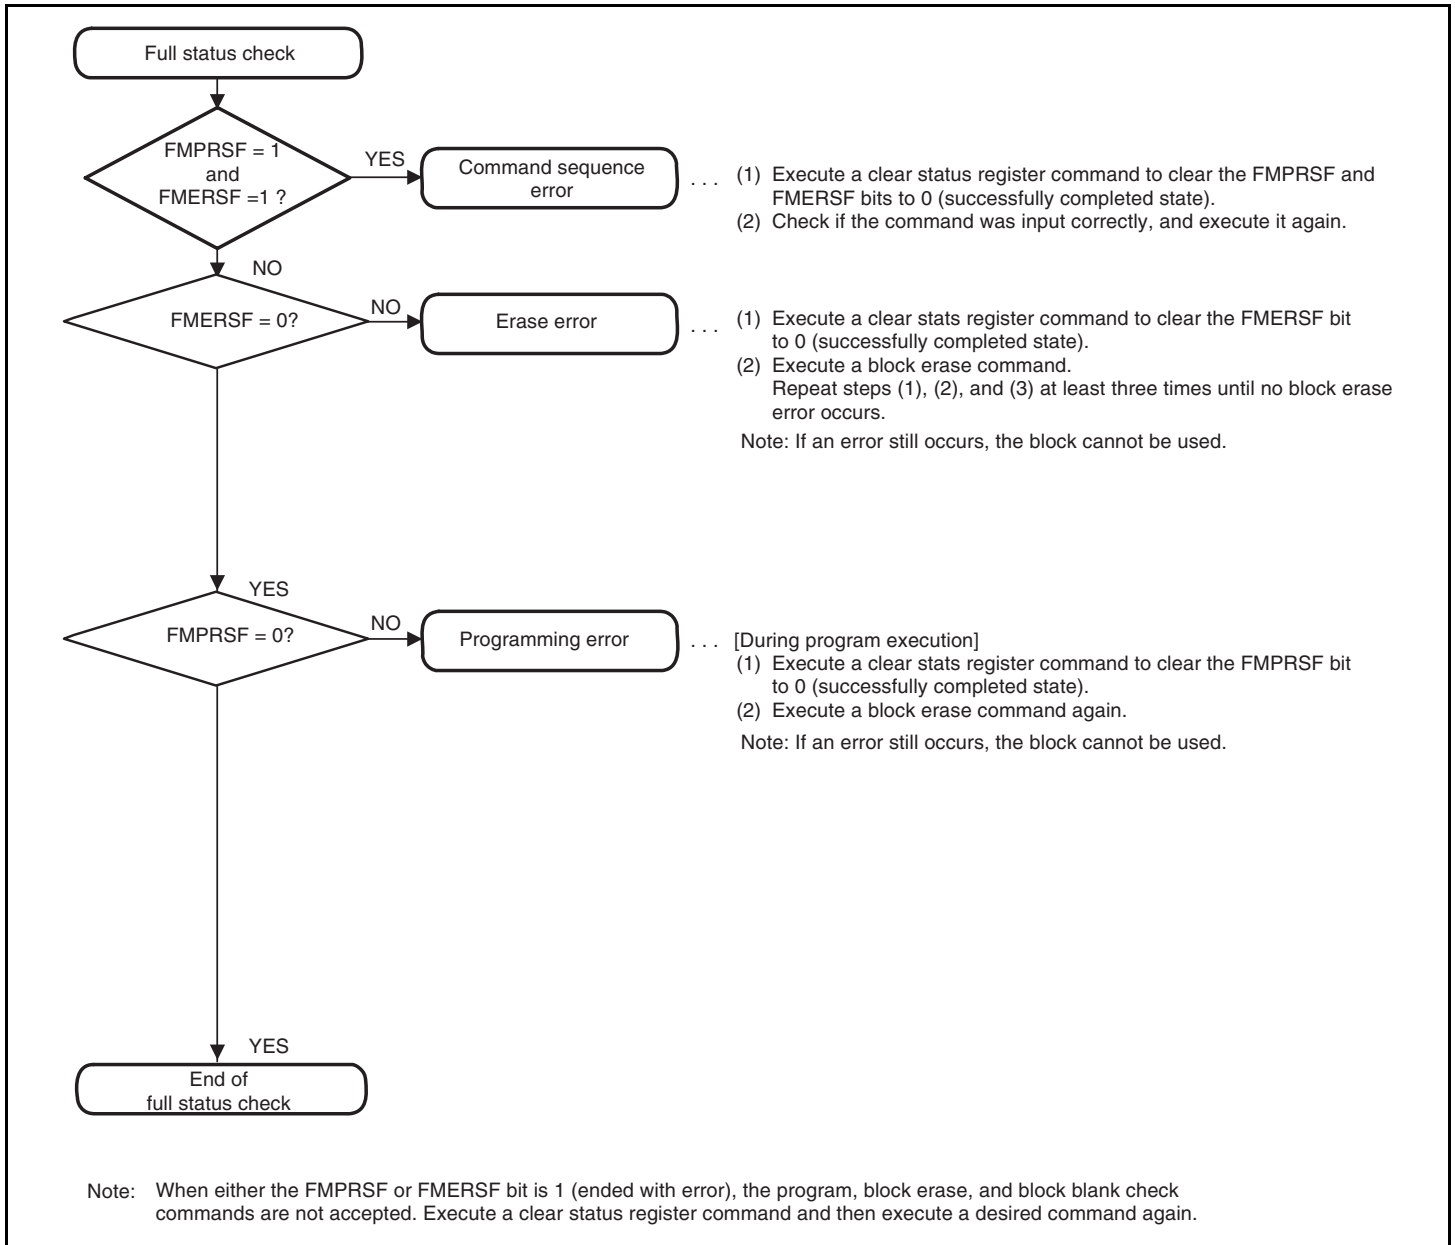 Full status check
FMPRSF = 1
and
FMERSF =1 ?
YES
Command sequence
error
. . . (1) Execute a clear status register command to clear the FMPRSF and
FMERSF bits to 0 (successfully completed state).
(2) Check if the command was input correctly, and execute it again.
NO
FMERSF = 0?
NO
Erase error
. . . (1) Execute a clear stats register command to clear the FMERSF bit
to 0 (successfully completed state).
(2) Execute a block erase command.
Repeat steps (1), (2), and (3) at least three times until no block erase
error occurs.
Note: If an error still occurs, the block cannot be used.
YES
FMPRSF = 0?
NO
Programming error
. . . [During program execution]
(1) Execute a clear stats register command to clear the FMPRSF bit
to 0 (successfully completed state).
(2) Execute a block erase command again.
Note: If an error still occurs, the block cannot be used.
YES
End of
full status check
Note: When either the FMPRSF or FMERSF bit is 1 (ended with error), the program, block erase, and block blank check
commands are not accepted. Execute a clear status register command and then execute a desired command again.